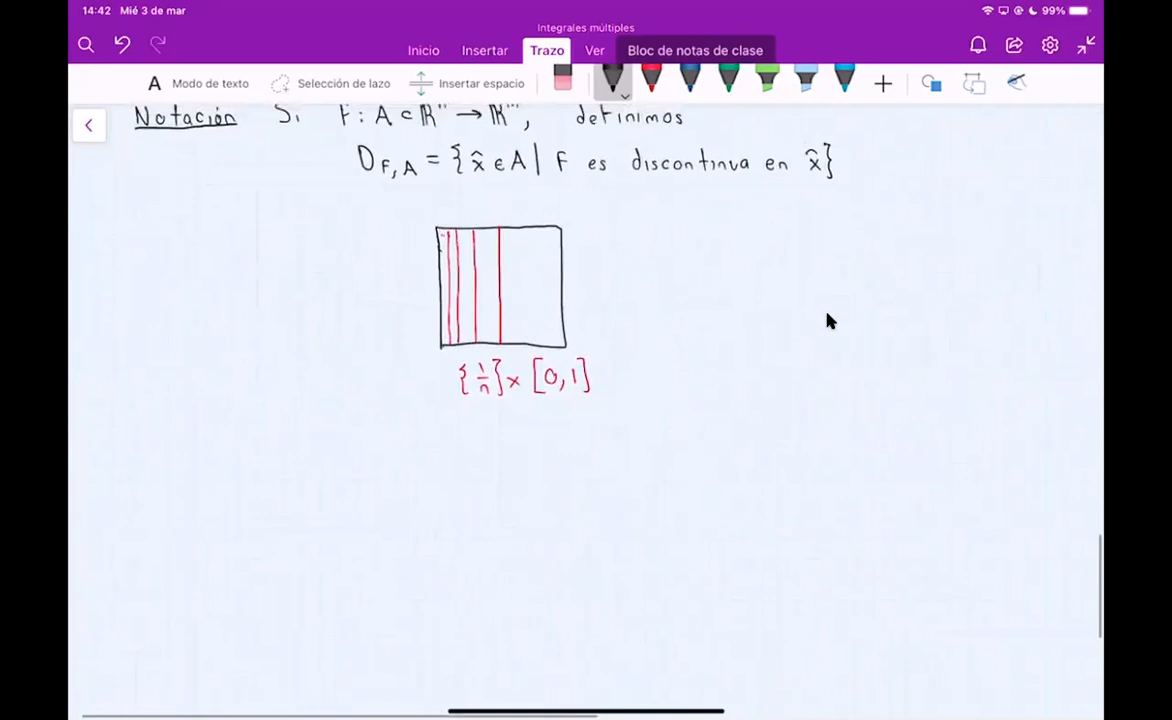 14:42 Mié 3 de mar
99%
Integrales múltiples
Inicio Insertar Trazo Ver Bloc de notas de clase
A Modo de texto Selección de lazo Insertar espacio
Notación Si F: A ⊂ ℝⁿ → ℝᵐ, definimos
D_{F,A} = {x̂ ∈ A | F es discontinua en x̂}
{1/n} × [0,1]